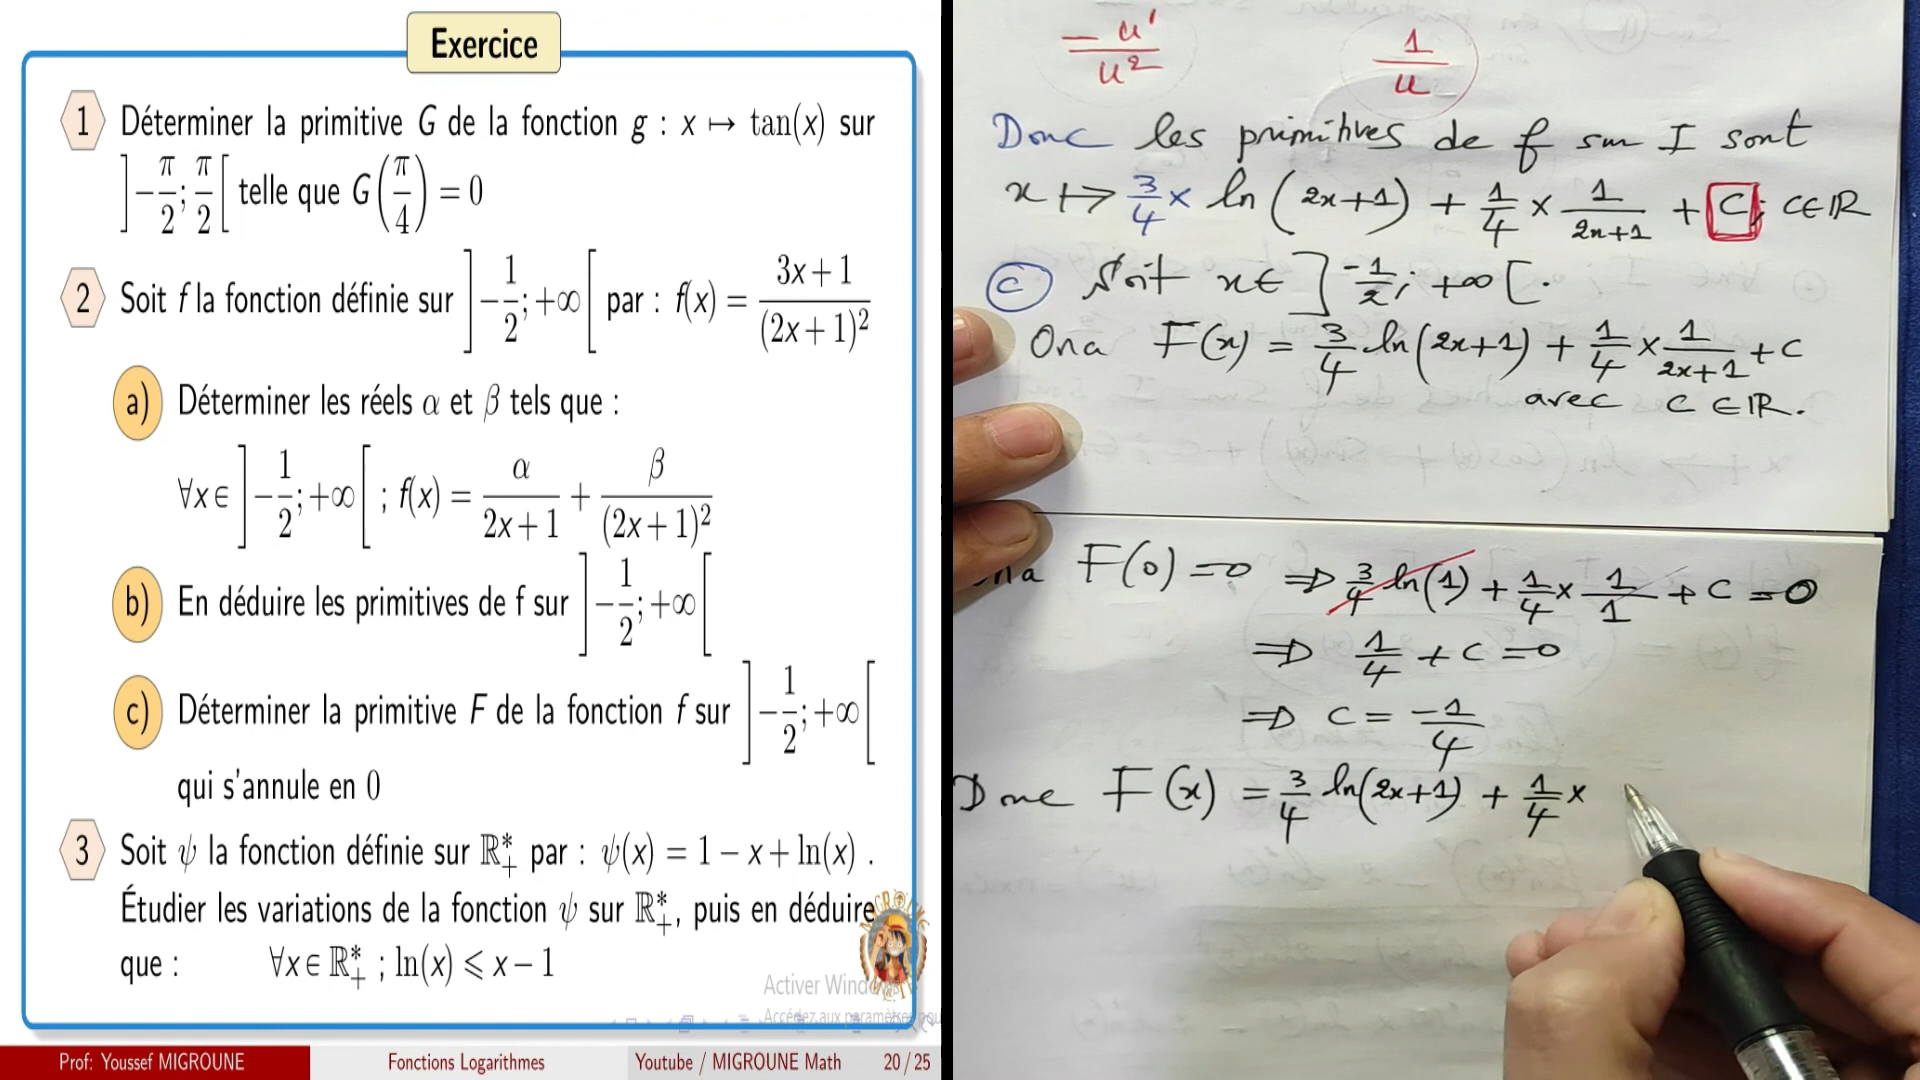 Exercice
1 Déterminer la primitive G de la fonction g : x ↦ tan(x) sur
]-π/2 ; π/2[ telle que G(π/4) = 0
2 Soit f la fonction définie sur ]-1/2 ; +∞[ par : f(x) = (3x+1)/(2x+1)²
a) Déterminer les réels α et β tels que :
∀x ∈ ]-1/2 ; +∞[ ; f(x) = α/(2x+1) + β/(2x+1)²
b) En déduire les primitives de f sur ]-1/2 ; +∞[
c) Déterminer la primitive F de la fonction f sur ]-1/2 ; +∞[
qui s'annule en 0
3 Soit ψ la fonction définie sur ℝ*₊ par : ψ(x) = 1 − x + ln(x) .
Étudier les variations de la fonction ψ sur ℝ*₊, puis en déduire
que : ∀x ∈ ℝ*₊ ; ln(x) ⩽ x − 1
Activer Wind
Accédez aux paramètres pou
Prof: Youssef MIGROUNE Fonctions Logarithmes Youtube / MIGROUNE Math 20 / 25
-u'/u² 1/u
Donc les primitives de f sur I sont
x ↦ 3/4 × ln(2x+1) + 1/4 × 1/(2x+1) + C; C∈ℝ
c Soit x ∈ ]-1/2 ; +∞[.
On a F(x) = 3/4 ln(2x+1) + 1/4 × 1/(2x+1) + C
avec C ∈ ℝ.
na F(0)=0 ⇒ 3/4 ln(1) + 1/4 × 1/1 + C = 0
⇒ 1/4 + C = 0
⇒ C = -1/4
Donc F(x) = 3/4 ln(2x+1) + 1/4 ×